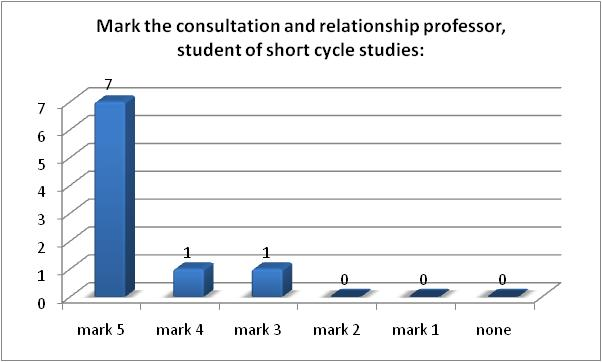 Mark the consultation and relationship professor,
student of short cycle studies:
7
7
6
5
4
3
2
1
0
1
1
0
0
0
mark 5
mark 4
mark 3
mark 2
mark 1
none